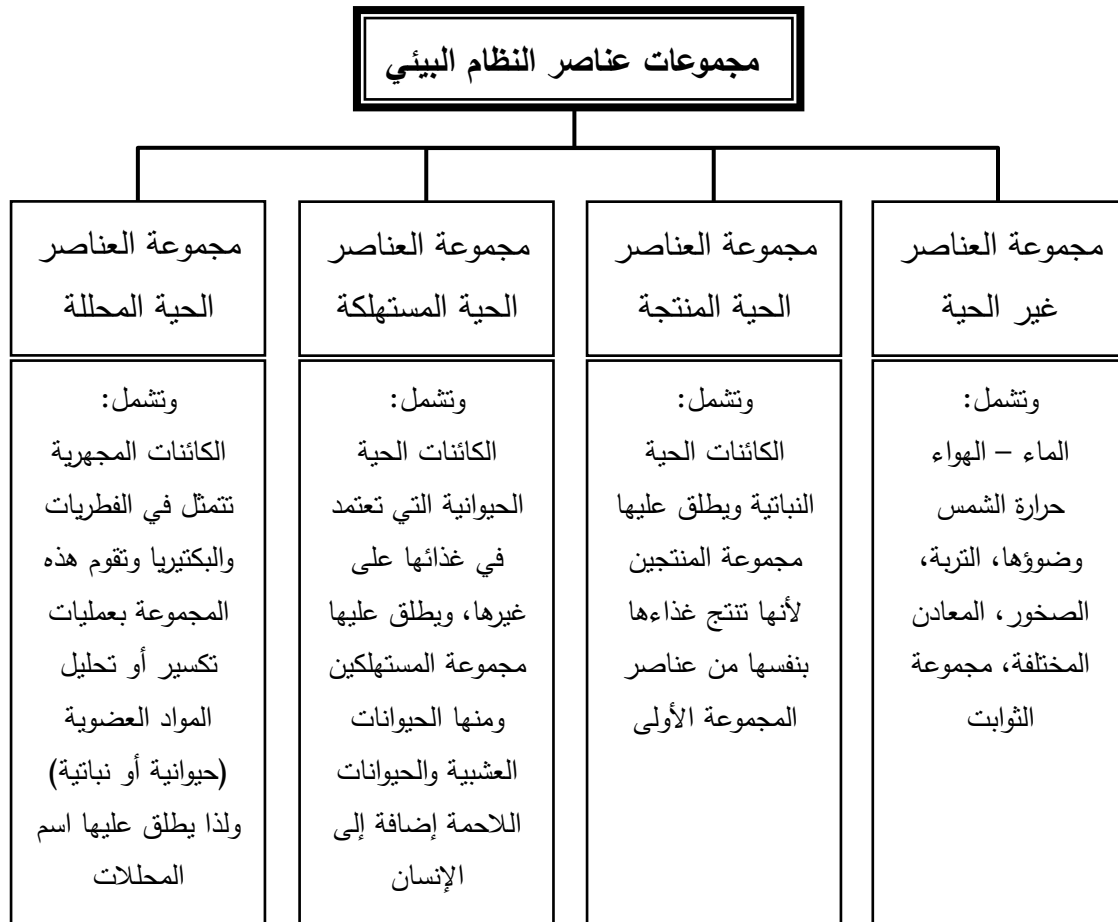 مجموعات عناصر النظام البيئي
مجموعة العناصر
غير الحية
وتشمل:
الماء – الهواء
حرارة الشمس
وضوؤها، التربة،
الصخور، المعادن
المختلفة، مجموعة
الثوابت
مجموعة العناصر
الحية المنتجة
وتشمل:
الكائنات الحية
النباتية ويطلق عليها
مجموعة المنتجين
لأنها تنتج غذاءها
بنفسها من عناصر
المجموعة الأولى
مجموعة العناصر
الحية المستهلكة
وتشمل:
الكائنات الحية
الحيوانية التي تعتمد
في غذائها على
غيرها، ويطلق عليها
مجموعة المستهلكين
ومنها الحيوانات
العشبية والحيوانات
اللاحمة إضافة إلى
الإنسان
مجموعة العناصر
الحية المحللة
وتشمل:
الكائنات المجهرية
تتمثل في الفطريات
والبكتيريا وتقوم هذه
المجموعة بعمليات
تكسير أو تحليل
المواد العضوية
(حيوانية أو نباتية)
ولذا يطلق عليها اسم
المحللات